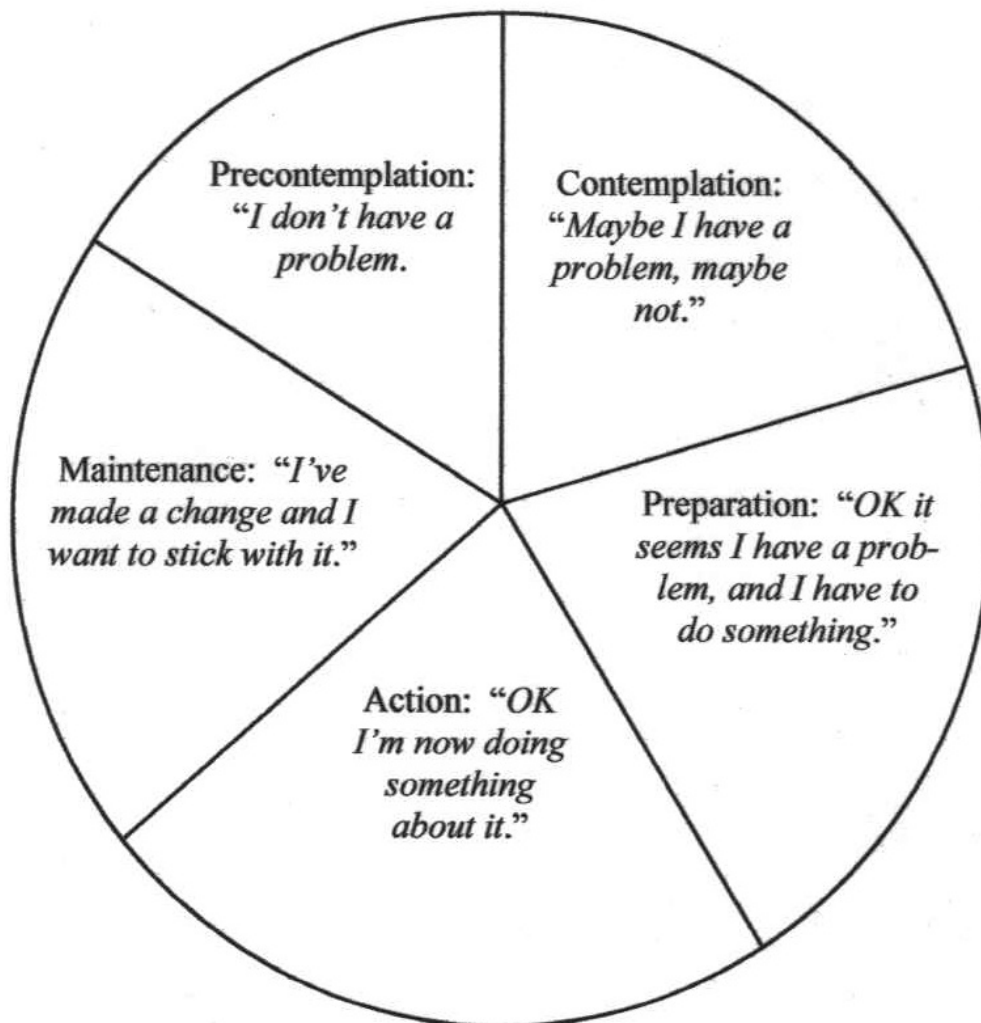 Precontemplation:
“I don’t have a
problem.
Contemplation:
“Maybe I have a
problem, maybe
not.”
Preparation: “OK it
seems I have a prob-
lem, and I have to
do something.”
Action: “OK
I’m now doing
something
about it.”
Maintenance: “I’ve
made a change and I
want to stick with it.”